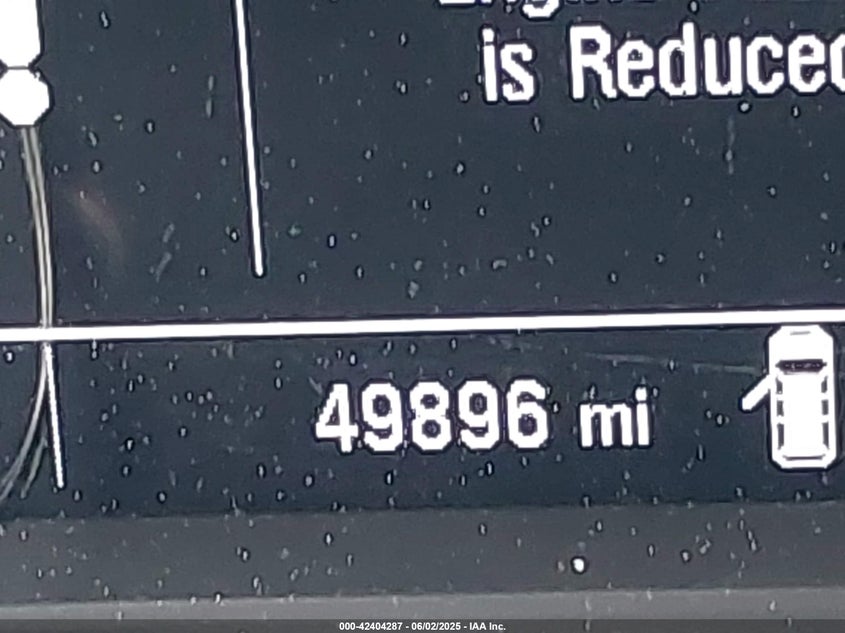 is Reduced
49896 mi
000-42404287 - 06/02/2025 - IAA Inc.